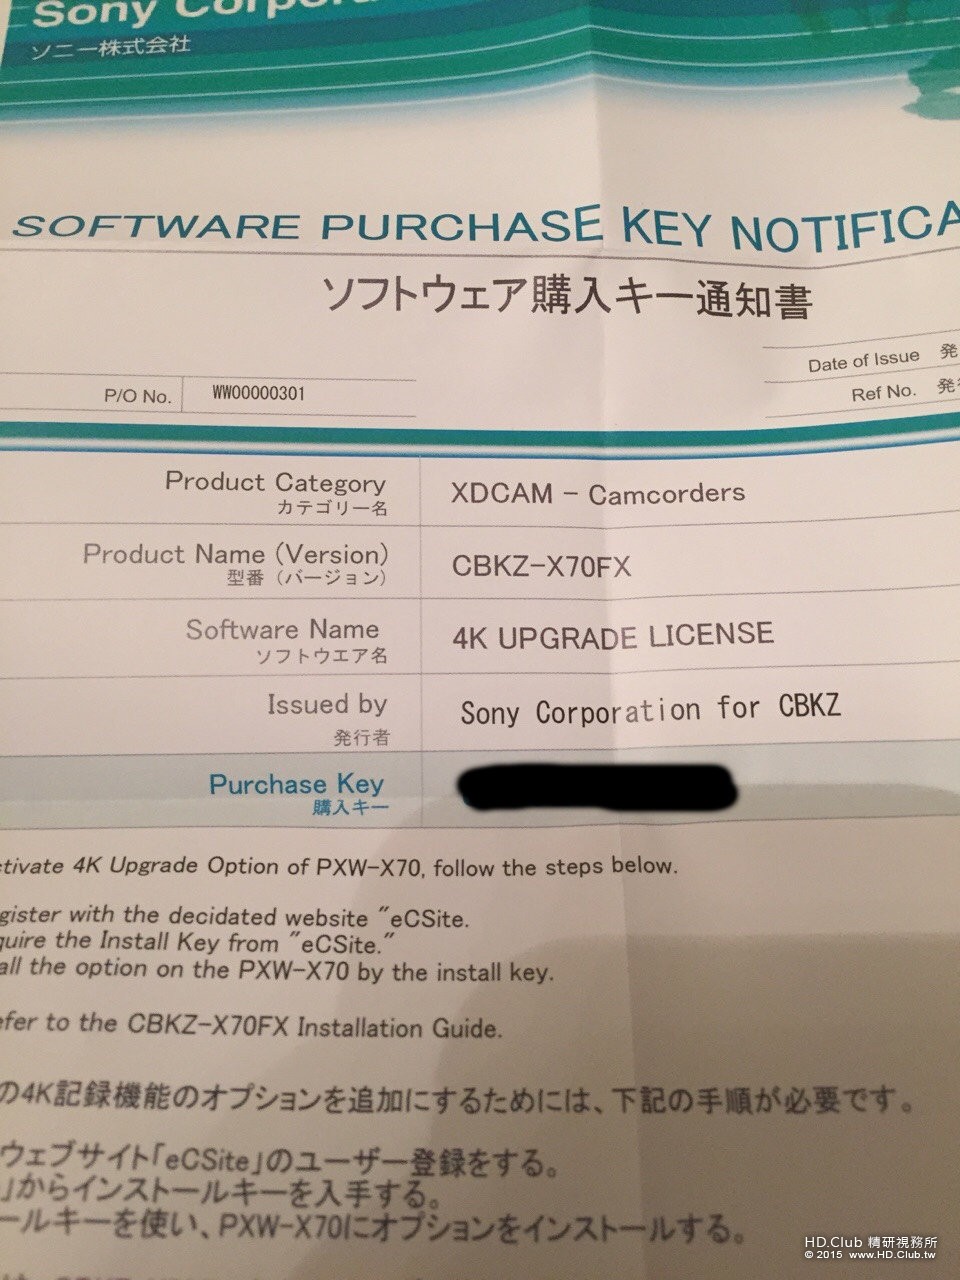 Sony
ソニー株式会社
SOFTWARE PURCHASE KEY
ソフトウェア購入キー通知書
Date of Issue
Ref No.
P/O No. WW00000301
Product Category XDCAM - Camcorders
カテゴリー名
Product Name (Version) CBKZ-X70FX
型番（バージョン）
Software Name 4K UPGRADE LICENSE
ソフトウエア名
Issued by Sony Corporation for CBKZ
発行者
Purchase Key
購入キー
4K Upgrade Option of PXW-X70, follow the steps below.
with the decidated website "eCSite.
the Install Key from "eCSite."
the option on the PXW-X70 by the install key.
to the CBKZ-X70FX Installation Guide.
の4K記録機能のオプションを追加にするためには、下記の手順が必要です。
ウェブサイト「eCSite」のユーザー登録をする。
」からインストールキーを入手する。
ールキーを使い、PXW-X70にオプションをインストールする。
HD.Club 精研視務所
© 2015 www.HD.Club.tw